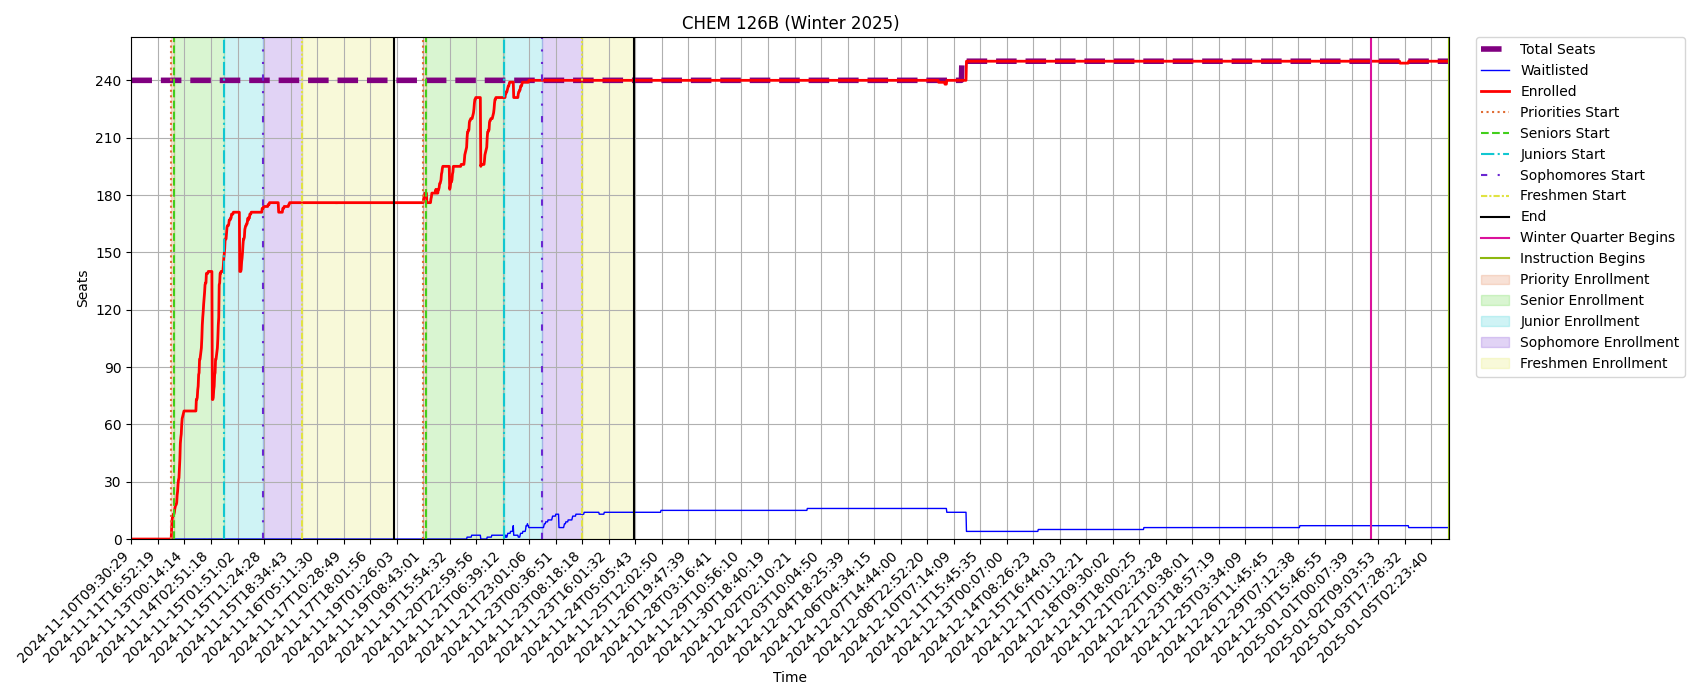 CHEM 126B (Winter 2025)
Seats
240
210
180
150
120
90
60
30
0
2024-11-10T09:30:29
2024-11-11T16:52:19
2024-11-13T00:14:14
2024-11-14T02:51:18
2024-11-15T01:51:02
2024-11-15T11:24:28
2024-11-15T18:34:43
2024-11-16T05:11:30
2024-11-17T10:28:49
2024-11-17T18:01:56
2024-11-19T01:26:03
2024-11-19T08:43:01
2024-11-19T15:54:32
2024-11-20T22:59:56
2024-11-21T06:39:12
2024-11-21T23:01:06
2024-11-23T00:36:51
2024-11-23T08:18:18
2024-11-23T16:01:32
2024-11-24T05:05:43
2024-11-25T12:02:50
2024-11-26T19:47:39
2024-11-28T03:16:41
2024-11-29T10:56:10
2024-11-30T18:40:19
2024-12-02T02:10:21
2024-12-03T10:04:50
2024-12-04T18:25:39
2024-12-06T04:34:15
2024-12-07T14:44:00
2024-12-08T22:52:20
2024-12-10T07:14:09
2024-12-11T15:45:35
2024-12-13T00:07:00
2024-12-14T08:26:23
2024-12-15T16:44:03
2024-12-17T01:12:21
2024-12-18T09:30:02
2024-12-19T18:00:25
2024-12-21T02:23:28
2024-12-22T10:38:01
2024-12-23T18:57:19
2024-12-25T03:34:09
2024-12-26T11:45:45
2024-12-29T07:12:38
2024-12-30T15:46:55
2025-01-01T00:07:39
2025-01-02T09:03:53
2025-01-03T17:28:32
2025-01-05T02:23:40
Time
Total Seats
Waitlisted
Enrolled
Priorities Start
Seniors Start
Juniors Start
Sophomores Start
Freshmen Start
End
Winter Quarter Begins
Instruction Begins
Priority Enrollment
Senior Enrollment
Junior Enrollment
Sophomore Enrollment
Freshmen Enrollment